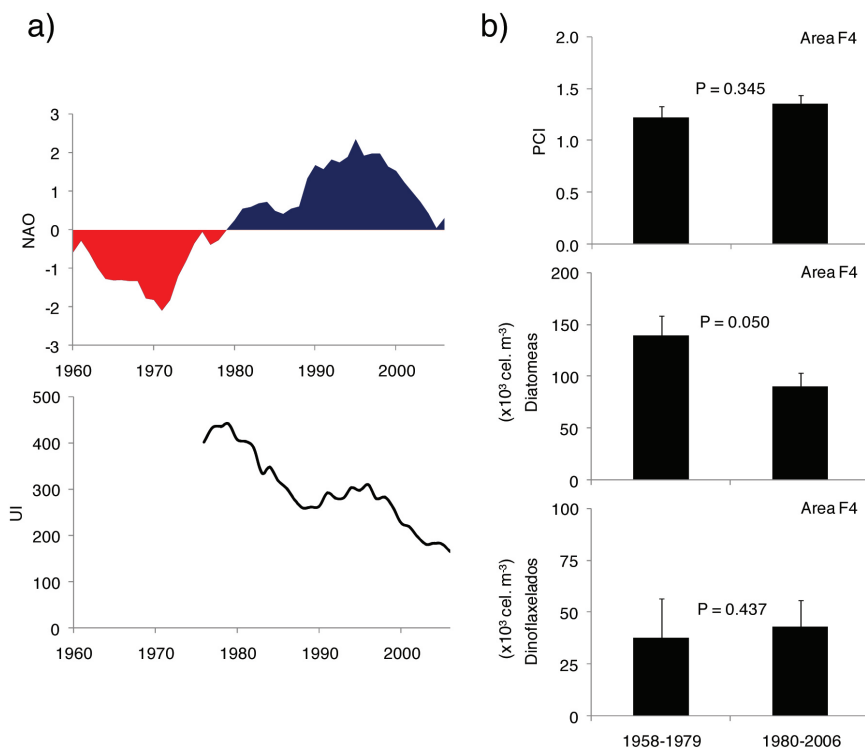 a)
3
2
1
0
-1
-2
-3
NAO
1960 1970 1980 1990 2000
500
400
300
200
100
0
UI
1960 1970 1980 1990 2000
b)
Area F4
2.0
1.5
1.0
0.5
0.0
PCI
P = 0.345
Area F4
200
150
100
50
0
(x10³ cel. m⁻³)
Diatomeas
P = 0.050
Area F4
100
75
50
25
0
(x10³ cel. m⁻³)
Dinoflaxelados
P = 0.437
1958-1979 1980-2006